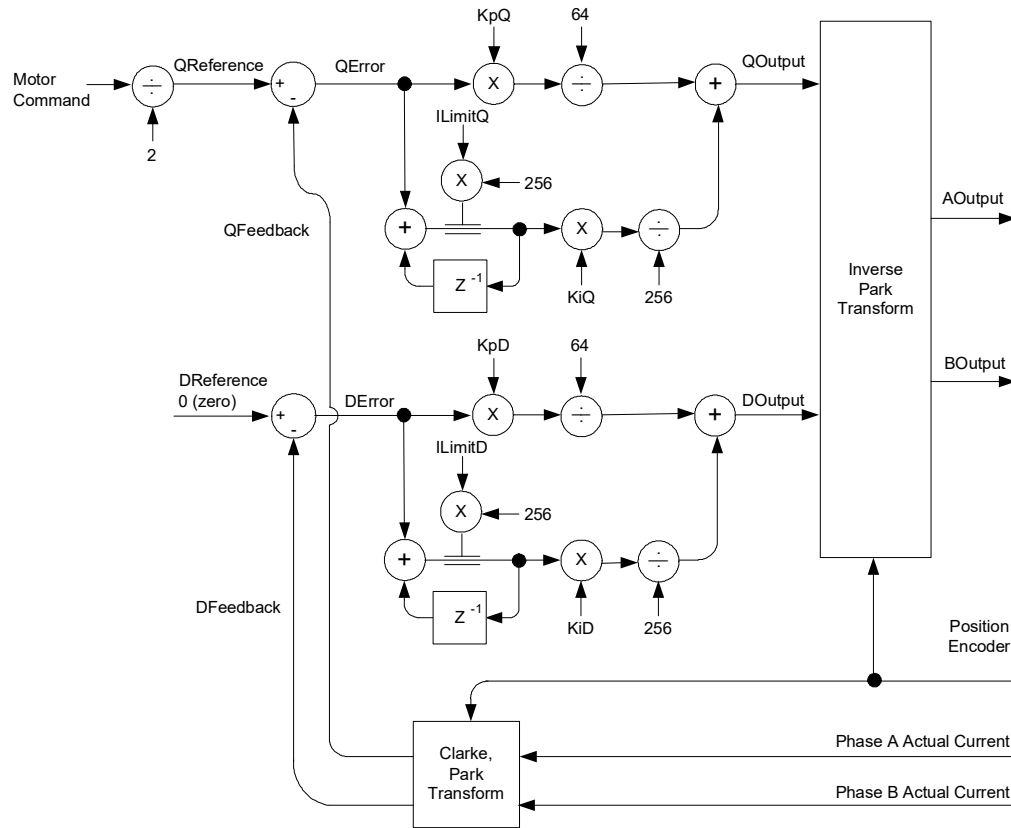 KpQ
64
Motor
Command
÷
QReference
+
-
QError
X
÷
+
QOutput
2
ILimitQ
X
256
QFeedback
+
X
÷
Z -1
KiQ
256
Inverse
Park
Transform
AOutput
BOutput
KpD
64
DReference
0 (zero)
+
-
DError
X
÷
+
DOutput
ILimitD
X
256
+
X
÷
Z -1
KiD
256
DFeedback
Position
Encoder
Clarke,
Park
Transform
Phase A Actual Current
Phase B Actual Current